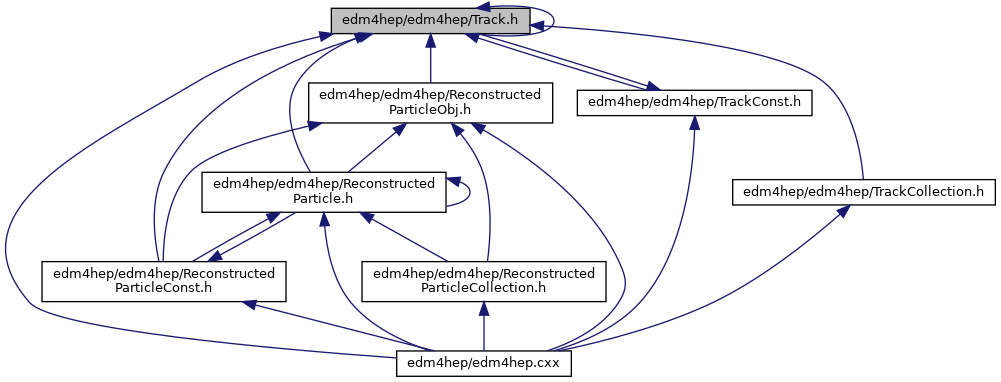 edm4hep/edm4hep/Track.h
edm4hep/edm4hep/Reconstructed
ParticleObj.h
edm4hep/edm4hep/TrackConst.h
edm4hep/edm4hep/Reconstructed
Particle.h
edm4hep/edm4hep/TrackCollection.h
edm4hep/edm4hep/Reconstructed
ParticleConst.h
edm4hep/edm4hep/Reconstructed
ParticleCollection.h
edm4hep/edm4hep.cxx